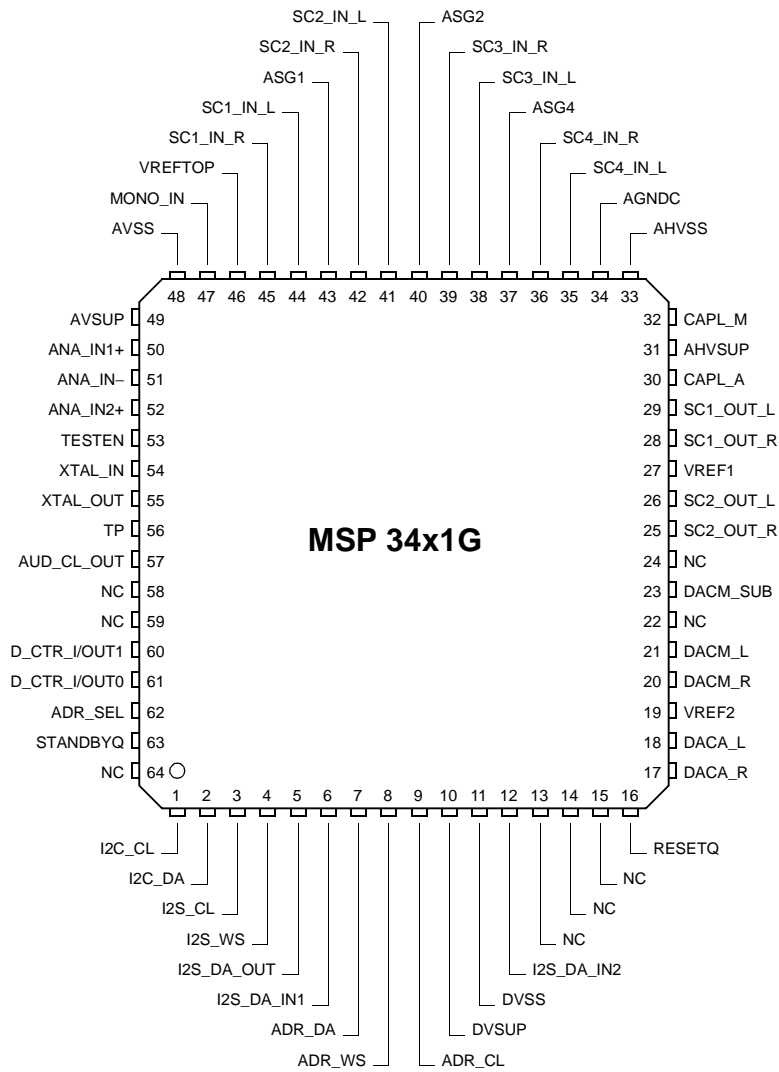 SC2_IN_L
ASG2
SC2_IN_R
SC3_IN_R
ASG1
SC3_IN_L
SC1_IN_L
ASG4
SC1_IN_R
SC4_IN_R
VREFTOP
SC4_IN_L
MONO_IN
AGNDC
AVSS
AHVSS
48 47 46 45 44 43 42 41 40 39 38 37 36 35 34 33
AVSUP 49 32 CAPL_M
ANA_IN1+ 50 31 AHVSUP
ANA_IN− 51 30 CAPL_A
ANA_IN2+ 52 29 SC1_OUT_L
TESTEN 53 28 SC1_OUT_R
XTAL_IN 54 27 VREF1
XTAL_OUT 55 26 SC2_OUT_L
TP 56 25 SC2_OUT_R
MSP 34x1G
AUD_CL_OUT 57 24 NC
NC 58 23 DACM_SUB
NC 59 22 NC
D_CTR_I/OUT1 60 21 DACM_L
D_CTR_I/OUT0 61 20 DACM_R
ADR_SEL 62 19 VREF2
STANDBYQ 63 18 DACA_L
NC 64 17 DACA_R
1 2 3 4 5 6 7 8 9 10 11 12 13 14 15 16
I2C_CL
RESETQ
I2C_DA
NC
I2S_CL
NC
I2S_WS
NC
I2S_DA_OUT
I2S_DA_IN2
I2S_DA_IN1
DVSS
ADR_DA
DVSUP
ADR_WS
ADR_CL